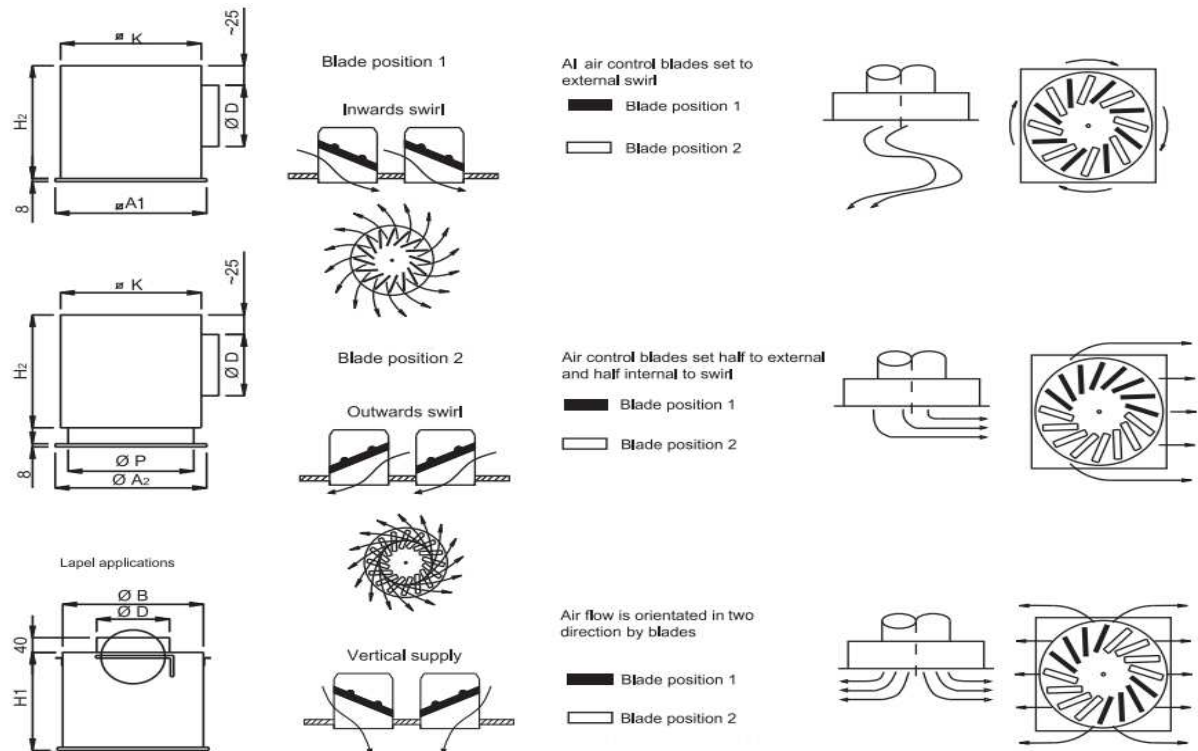 ⌀ K
~25
H2
Ø D
8
⌀A1
Blade position 1
Inwards swirl
Al air control blades set to
external swirl
Blade position 1
Blade position 2
⌀ K
~25
H2
Ø D
8
Ø P
Ø A2
Blade position 2
Outwards swirl
Air control blades set half to external
and half internal to swirl
Blade position 1
Blade position 2
Lapel applications
Ø B
Ø D
40
H1
Vertical supply
Air flow is orientated in two
direction by blades
Blade position 1
Blade position 2